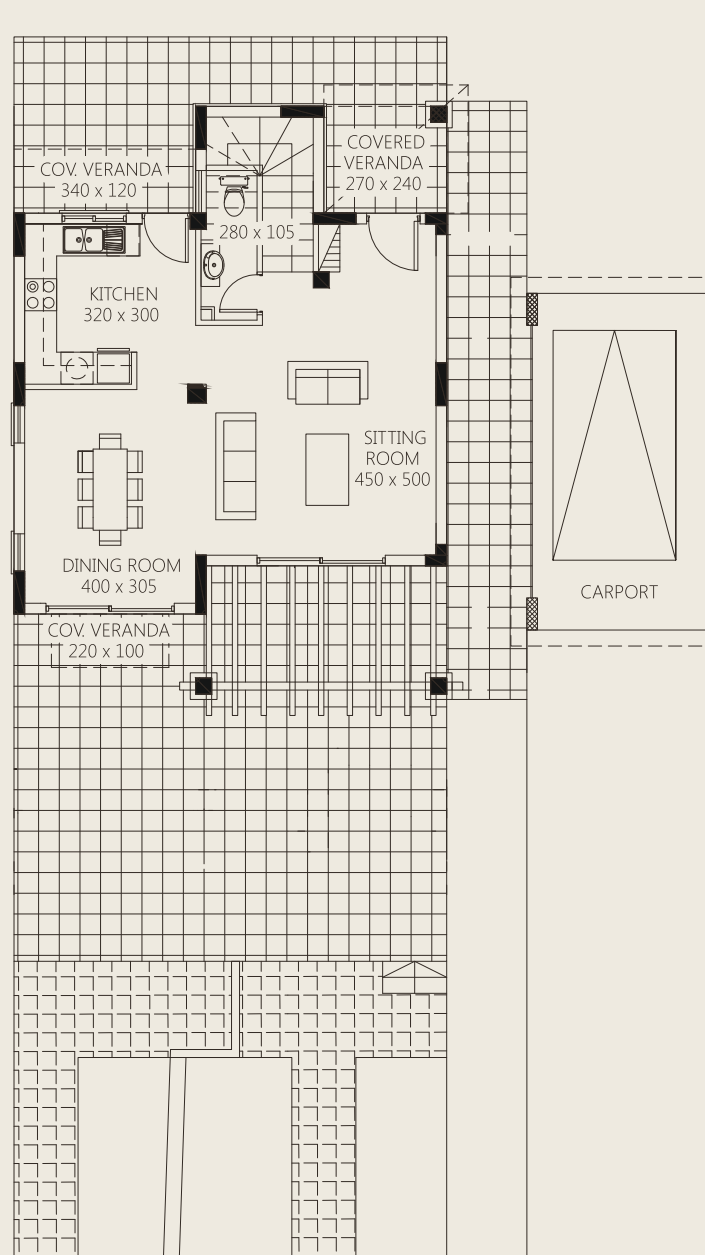 COVERED
VERANDA
270 x 240
COV. VERANDA
340 x 120
280 x 105
KITCHEN
320 x 300
SITTING
ROOM
450 x 500
DINING ROOM
400 x 305
CARPORT
COV. VERANDA
220 x 100